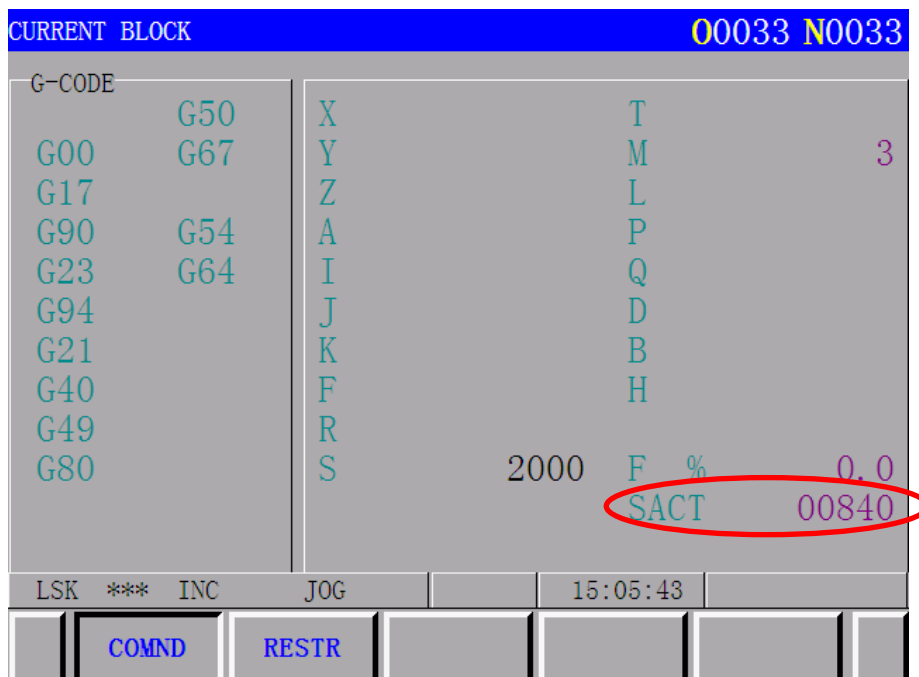 CURRENT BLOCK O0033 N0033
G-CODE
G50 X T
G00 G67 Y M 3
G17 Z L
G90 G54 A P
G23 G64 I Q
G94 J D
G21 K B
G40 F H
G49 R
G80 S 2000 F % 0.0
SACT 00840
LSK *** INC JOG 15:05:43
COMND RESTR